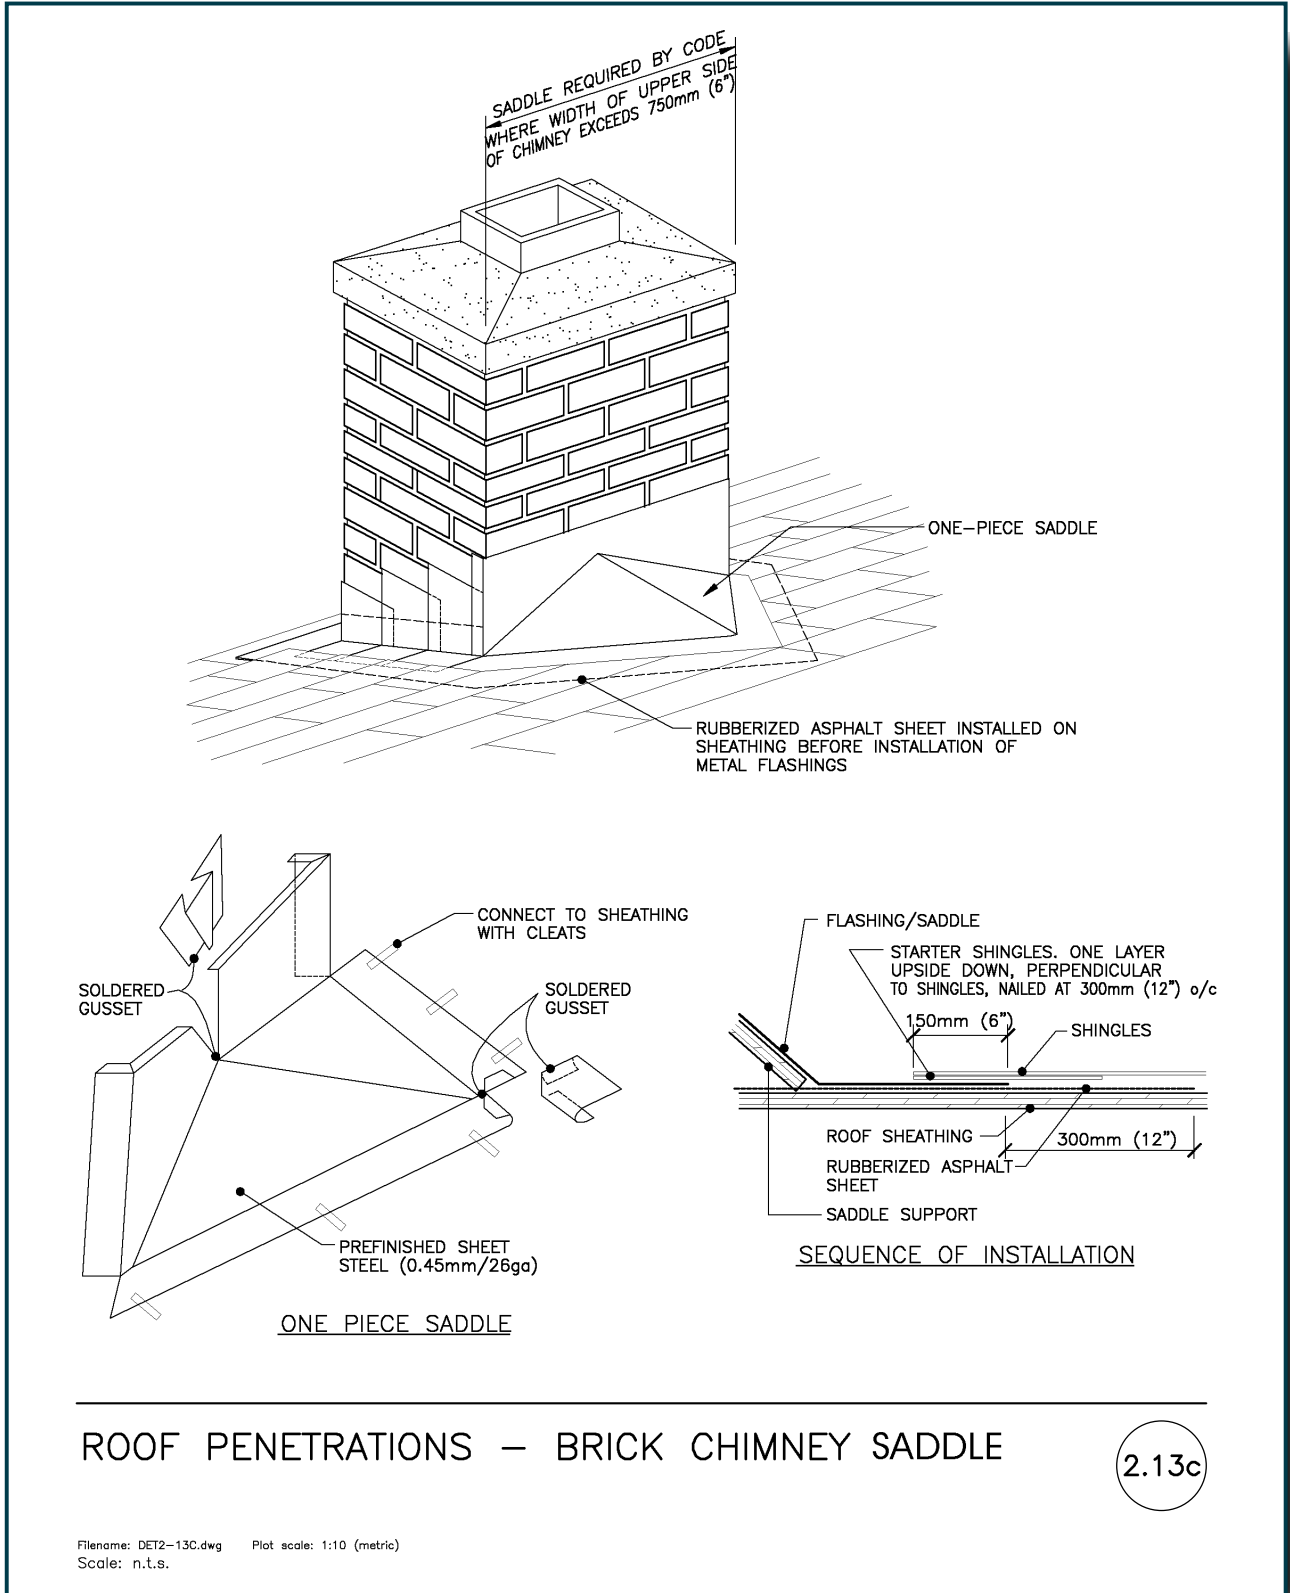 SADDLE REQUIRED BY CODE
WHERE WIDTH OF UPPER SIDE
OF CHIMNEY EXCEEDS 750mm (6")
ONE-PIECE SADDLE
RUBBERIZED ASPHALT SHEET INSTALLED ON
SHEATHING BEFORE INSTALLATION OF
METAL FLASHINGS
CONNECT TO SHEATHING
WITH CLEATS
SOLDERED
GUSSET
SOLDERED
GUSSET
PREFINISHED SHEET
STEEL (0.45mm/26ga)
ONE PIECE SADDLE
FLASHING/SADDLE
STARTER SHINGLES. ONE LAYER
UPSIDE DOWN, PERPENDICULAR
TO SHINGLES, NAILED AT 300mm (12") o/c
150mm (6")
SHINGLES
ROOF SHEATHING
300mm (12")
RUBBERIZED ASPHALT
SHEET
SADDLE SUPPORT
SEQUENCE OF INSTALLATION
ROOF PENETRATIONS – BRICK CHIMNEY SADDLE
2.13c
Filename: DET2-13C.dwg Plot scale: 1:10 (metric)
Scale: n.t.s.